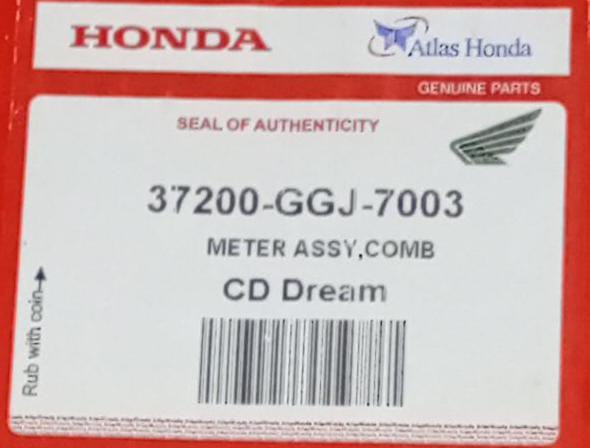 HONDA
Atlas Honda
GENUINE PARTS
SEAL OF AUTHENTICITY
37200-GGJ-7003
METER ASSY,COMB
CD Dream
Rub with coin